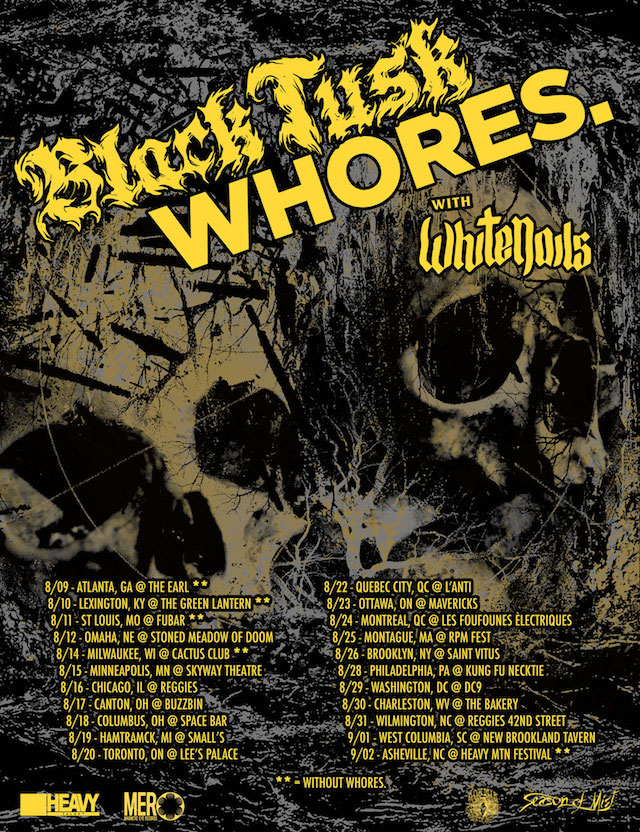 Black Tusk
WHORES.
WITH
WhiteNails
8/09 - ATLANTA, GA @ THE EARL **
8/10 - LEXINGTON, KY @ THE GREEN LANTERN **
8/11 - ST LOUIS, MO @ FUBAR **
8/12 - OMAHA, NE @ STONED MEADOW OF DOOM
8/14 - MILWAUKEE, WI @ CACTUS CLUB **
8/15 - MINNEAPOLIS, MN @ SKYWAY THEATRE
8/16 - CHICAGO, IL @ REGGIES
8/17 - CANTON, OH @ BUZZBIN
8/18 - COLUMBUS, OH @ SPACE BAR
8/19 - HAMTRAMCK, MI @ SMALL'S
8/20 - TORONTO, ON @ LEE'S PALACE
8/22 - QUEBEC CITY, QC @ L'ANTI
8/23 - OTTAWA, ON @ MAVERICKS
8/24 - MONTREAL, QC @ LES FOUFOUNES ÈLECTRIQUES
8/25 - MONTAGUE, MA @ RPM FEST
8/26 - BROOKLYN, NY @ SAINT VITUS
8/28 - PHILADELPHIA, PA @ KUNG FU NECKTIE
8/29 - WASHINGTON, DC @ DC9
8/30 - CHARLESTON, WV @ THE BAKERY
8/31 - WILMINGTON, NC @ REGGIES 42ND STREET
9/01 - WEST COLUMBIA, SC @ NEW BROOKLAND TAVERN
9/02 - ASHEVILLE, NC @ HEAVY MTN FESTIVAL **
** = WITHOUT WHORES.
HEAVY
TALENT
MER
MAGNETIC EYE RECORDS
Season of Mist